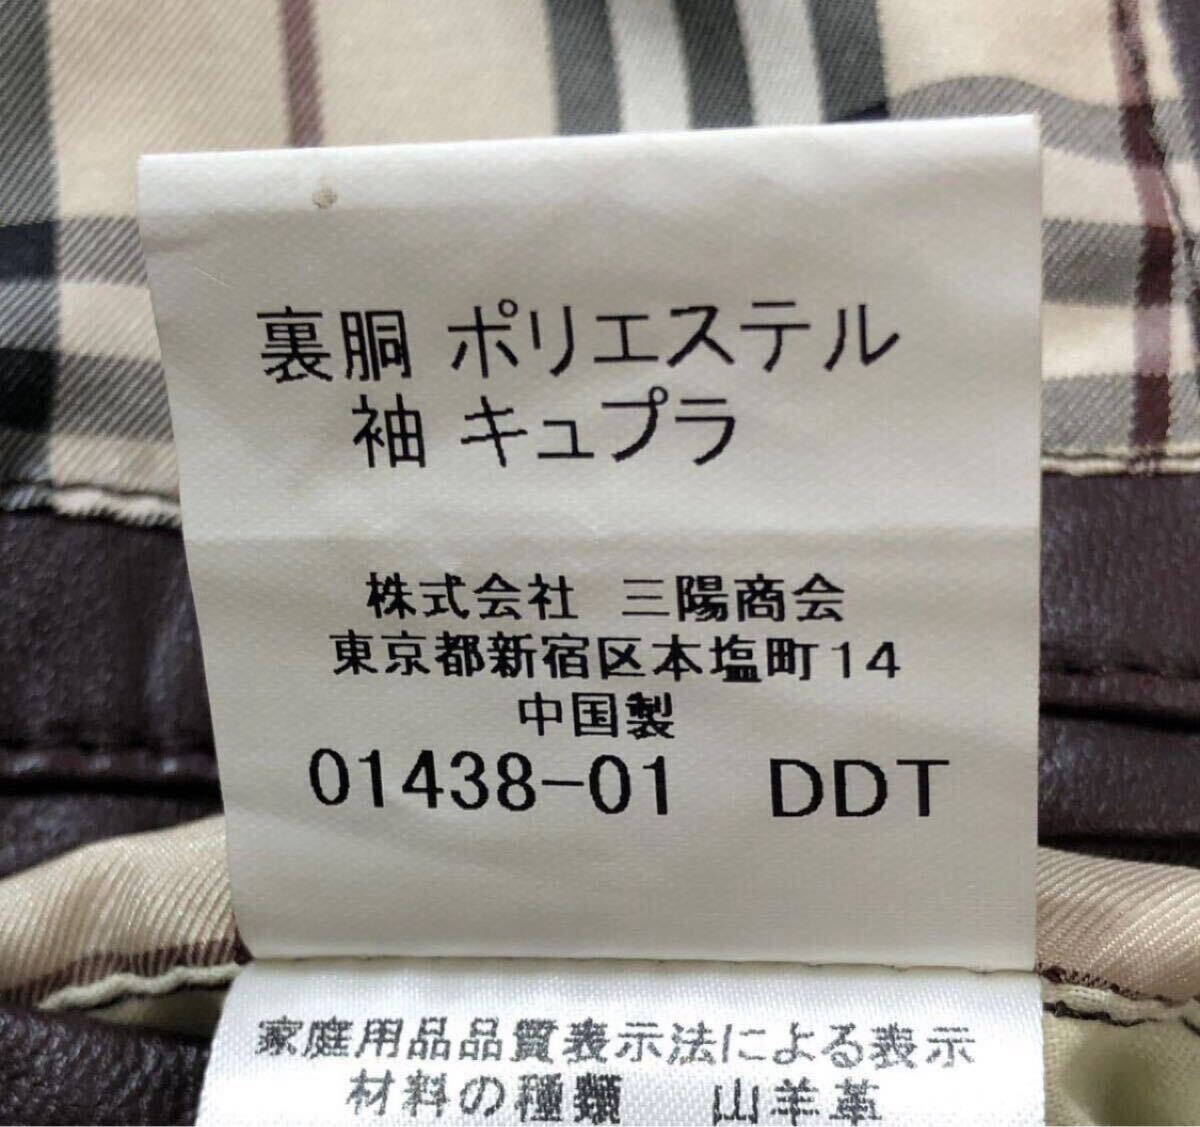 裏胴 ポリエステル
袖 キュプラ
株式会社 三陽商会
東京都新宿区本塩町14
中国製
01438-01 DDT
家庭用品品質表示法による表示
材料の種類 山羊革